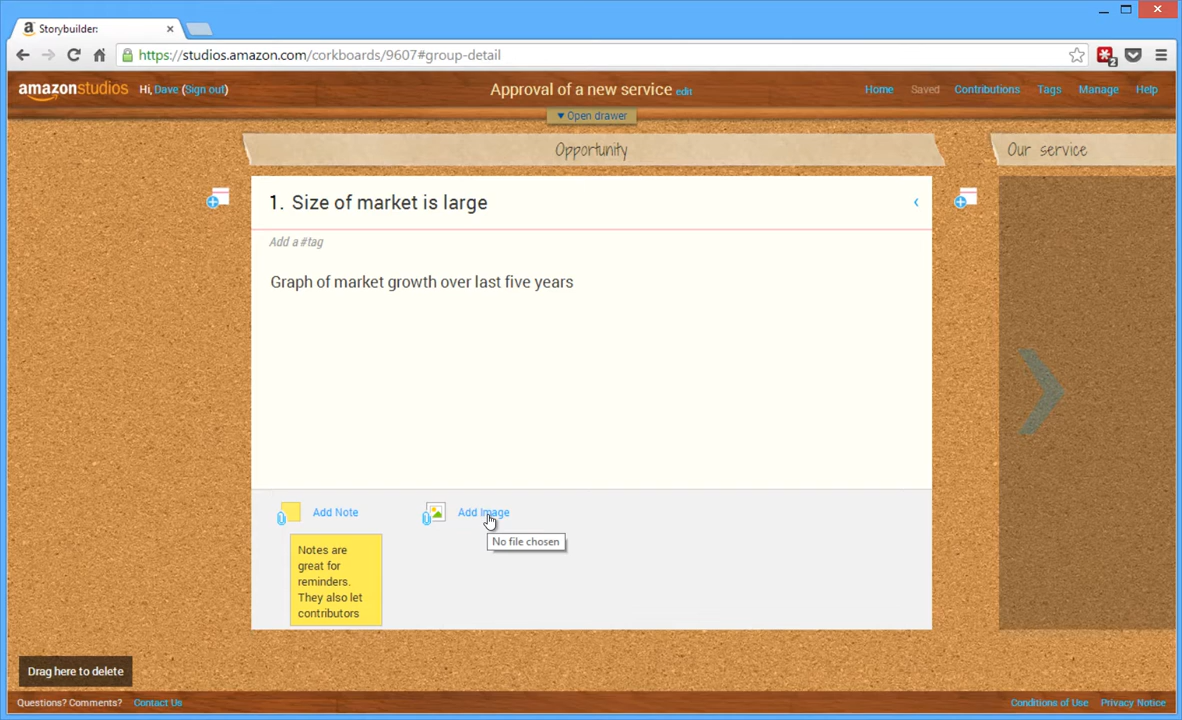 Storybuilder:
https://studios.amazon.com/corkboards/9607#group-detail
2
amazonstudios
Hi, Dave (Sign out)
Approval of a new service edit
Home Saved Contributions Tags Manage Help
▼ Open drawer
Opportunity
Our service
1. Size of market is large
Add a #tag
Graph of market growth over last five years
Add Note
Add Image
No file chosen
Notes are
great for
reminders.
They also let
contributors
Drag here to delete
Questions? Comments? Contact Us
Conditions of Use Privacy Notice